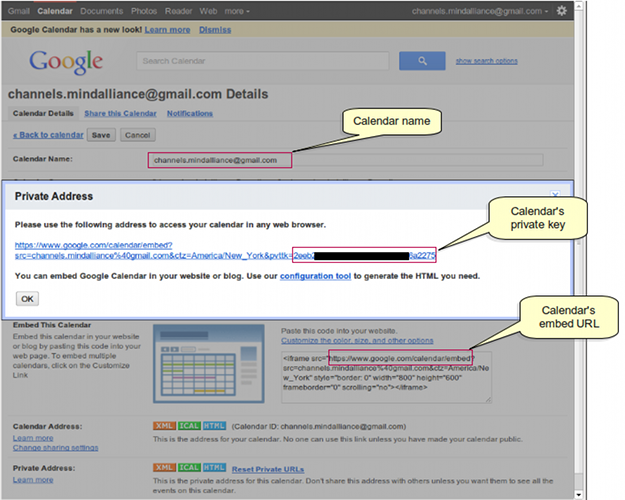 Gmail Calendar Documents Photos Reader Web more channels.mindalliance@gmail.com
Google Calendar has a new look! Learn more Dismiss
Google Search Calendar show search options
channels.mindalliance@gmail.com Details
Calendar Details Share this Calendar Notifications
Calendar name
« Back to calendar Save Cancel
Calendar Name: channels.mindalliance@gmail.com
Private Address
Calendar's
private key
Please use the following address to access your calendar in any web browser.
https://www.google.com/calendar/embed?
src=channels.mindalliance%40gmail.com&ctz=America/New_York&pvttk=2eeb2 8a2275
You can embed Google Calendar in your website or blog. Use our configuration tool to generate the HTML you need.
OK
Calendar's
embed URL
Embed This Calendar
Embed this calendar in your
website or blog by pasting this code into your
web page. To embed multiple
calendars, click on the Customize
Link
Paste this code into your website.
Customize the color, size, and other options
<iframe src="https://www.google.com/calendar/embed?
src=channels.mindalliance%40gmail.com&ctz=America/Ne
w_York" style="border: 0" width="800" height="600"
frameborder="0" scrolling="no"></iframe>
Calendar Address:
Learn more
Change sharing settings
XML ICAL HTML (Calendar ID: channels.mindalliance@gmail.com)
This is the address for your calendar. No one can use this link unless you have made your calendar public.
Private Address:
Learn more
XML ICAL HTML Reset Private URLs
This is the private address for this calendar. Don't share this address with others unless you want them to see all the
events on this calendar.